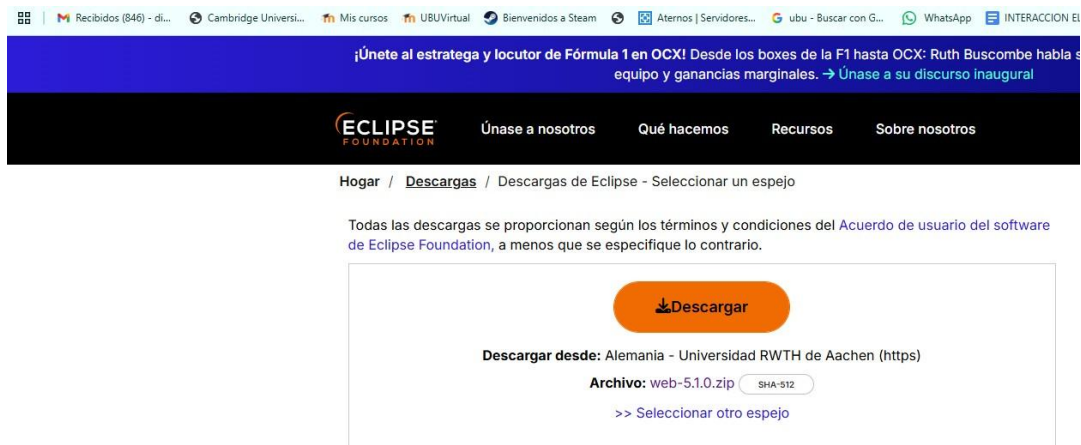 Recibidos (846) - di... Cambridge Universi... Mis cursos UBUVirtual Bienvenidos a Steam Aternos | Servidores... ubu - Buscar con G... WhatsApp INTERACCION EL
¡Únete al estratega y locutor de Fórmula 1 en OCX! Desde los boxes de la F1 hasta OCX: Ruth Buscombe habla s
equipo y ganancias marginales. → Únase a su discurso inaugural
ECLIPSE Únase a nosotros Qué hacemos Recursos Sobre nosotros
FOUNDATION
Hogar / Descargas / Descargas de Eclipse - Seleccionar un espejo
Todas las descargas se proporcionan según los términos y condiciones del Acuerdo de usuario del software
de Eclipse Foundation, a menos que se especifique lo contrario.
Descargar
Descargar desde: Alemania - Universidad RWTH de Aachen (https)
Archivo: web-5.1.0.zip SHA-512
>> Seleccionar otro espejo